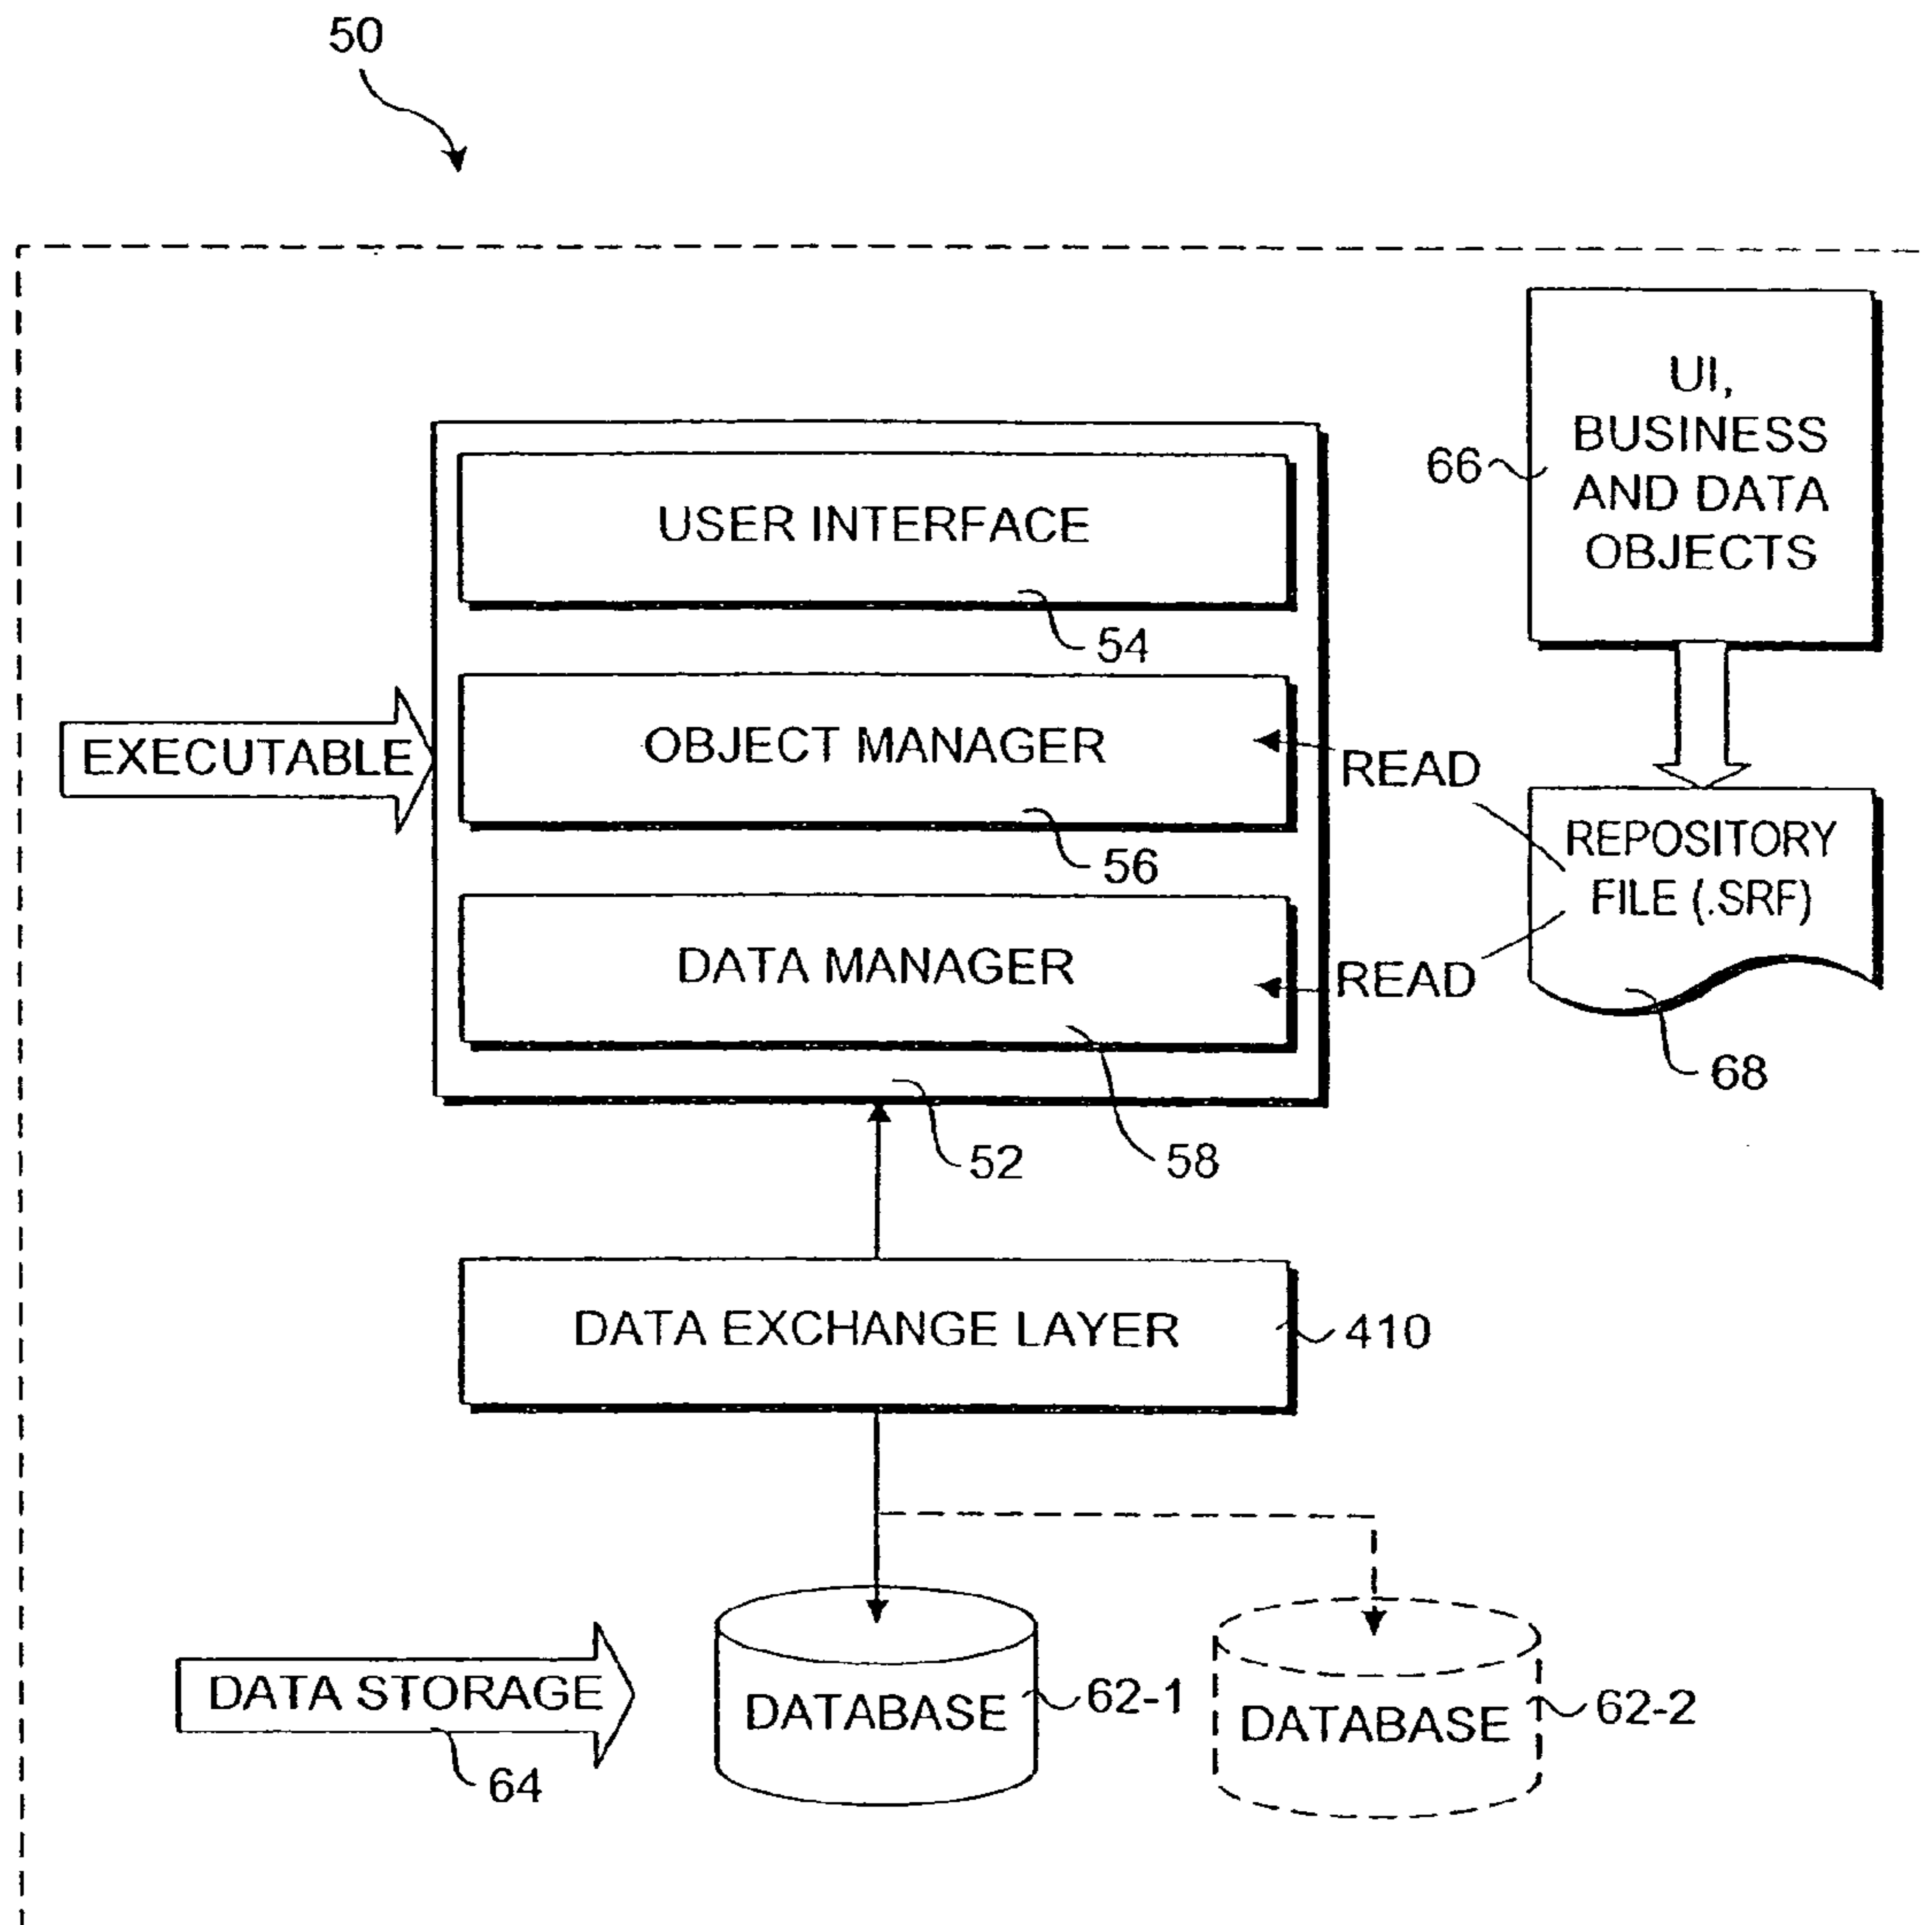 50
UI,
BUSINESS
AND DATA
OBJECTS
66
USER INTERFACE
54
EXECUTABLE
OBJECT MANAGER
READ
56
REPOSITORY
FILE (.SRF)
DATA MANAGER
READ
68
52
58
DATA EXCHANGE LAYER
410
DATA STORAGE
64
DATABASE
62-1
DATABASE
62-2